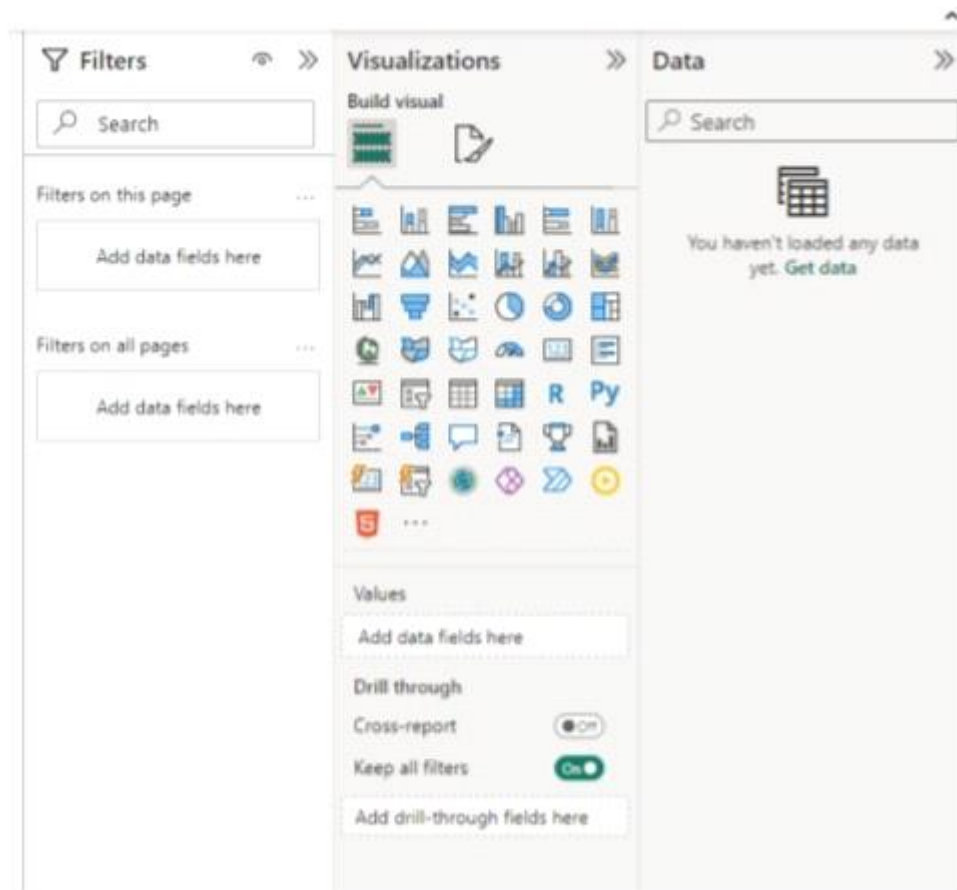 Filters
Search
Filters on this page
Add data fields here
Filters on all pages
Add data fields here
Visualizations
Build visual
123
R
Py
5
Values
Add data fields here
Drill through
Cross-report
Off
Keep all filters
On
Add drill-through fields here
Data
Search
You haven't loaded any data
yet. Get data